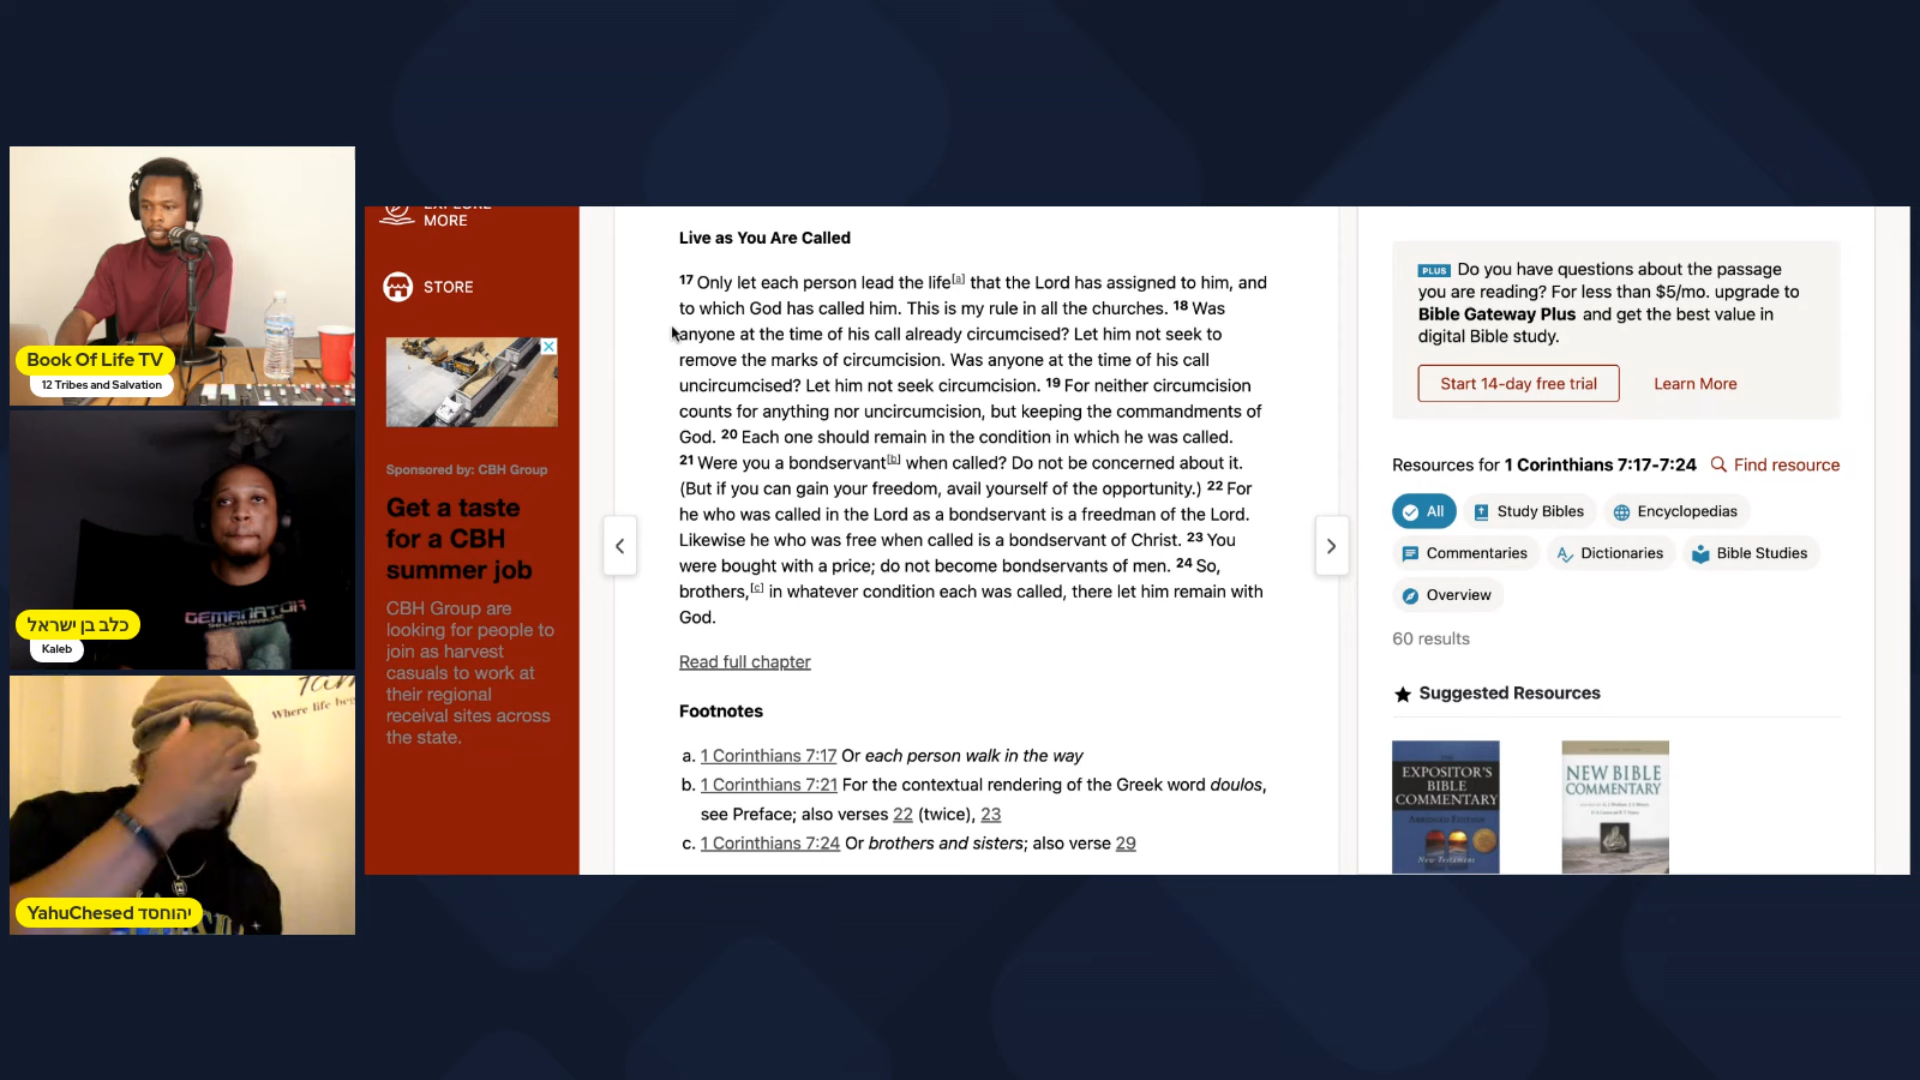 Book Of Life TV
12 Tribes and Salvation
GEMANATOR
כלב בן ישראל
Kaleb
Where life
YahuChesed יהוחסד
EXPLORE
MORE
STORE
Sponsored by: CBH Group
Get a taste
for a CBH
summer job
CBH Group are
looking for people to
join as harvest
casuals to work at
their regional
receival sites across
the state.
Live as You Are Called
17 Only let each person lead the life[a] that the Lord has assigned to him, and
to which God has called him. This is my rule in all the churches. 18 Was
anyone at the time of his call already circumcised? Let him not seek to
remove the marks of circumcision. Was anyone at the time of his call
uncircumcised? Let him not seek circumcision. 19 For neither circumcision
counts for anything nor uncircumcision, but keeping the commandments of
God. 20 Each one should remain in the condition in which he was called.
21 Were you a bondservant[b] when called? Do not be concerned about it.
(But if you can gain your freedom, avail yourself of the opportunity.) 22 For
he who was called in the Lord as a bondservant is a freedman of the Lord.
Likewise he who was free when called is a bondservant of Christ. 23 You
were bought with a price; do not become bondservants of men. 24 So,
brothers,[c] in whatever condition each was called, there let him remain with
God.
Read full chapter
Footnotes
a. 1 Corinthians 7:17 Or each person walk in the way
b. 1 Corinthians 7:21 For the contextual rendering of the Greek word doulos,
see Preface; also verses 22 (twice), 23
c. 1 Corinthians 7:24 Or brothers and sisters; also verse 29
PLUS Do you have questions about the passage
you are reading? For less than $5/mo. upgrade to
Bible Gateway Plus and get the best value in
digital Bible study.
Start 14-day free trial Learn More
Resources for 1 Corinthians 7:17-7:24 Find resource
All Study Bibles Encyclopedias
Commentaries Dictionaries Bible Studies
Overview
60 results
Suggested Resources
THE
EXPOSITOR'S
BIBLE
COMMENTARY
ABRIDGED EDITION
New Testament
NEW BIBLE
COMMENTARY